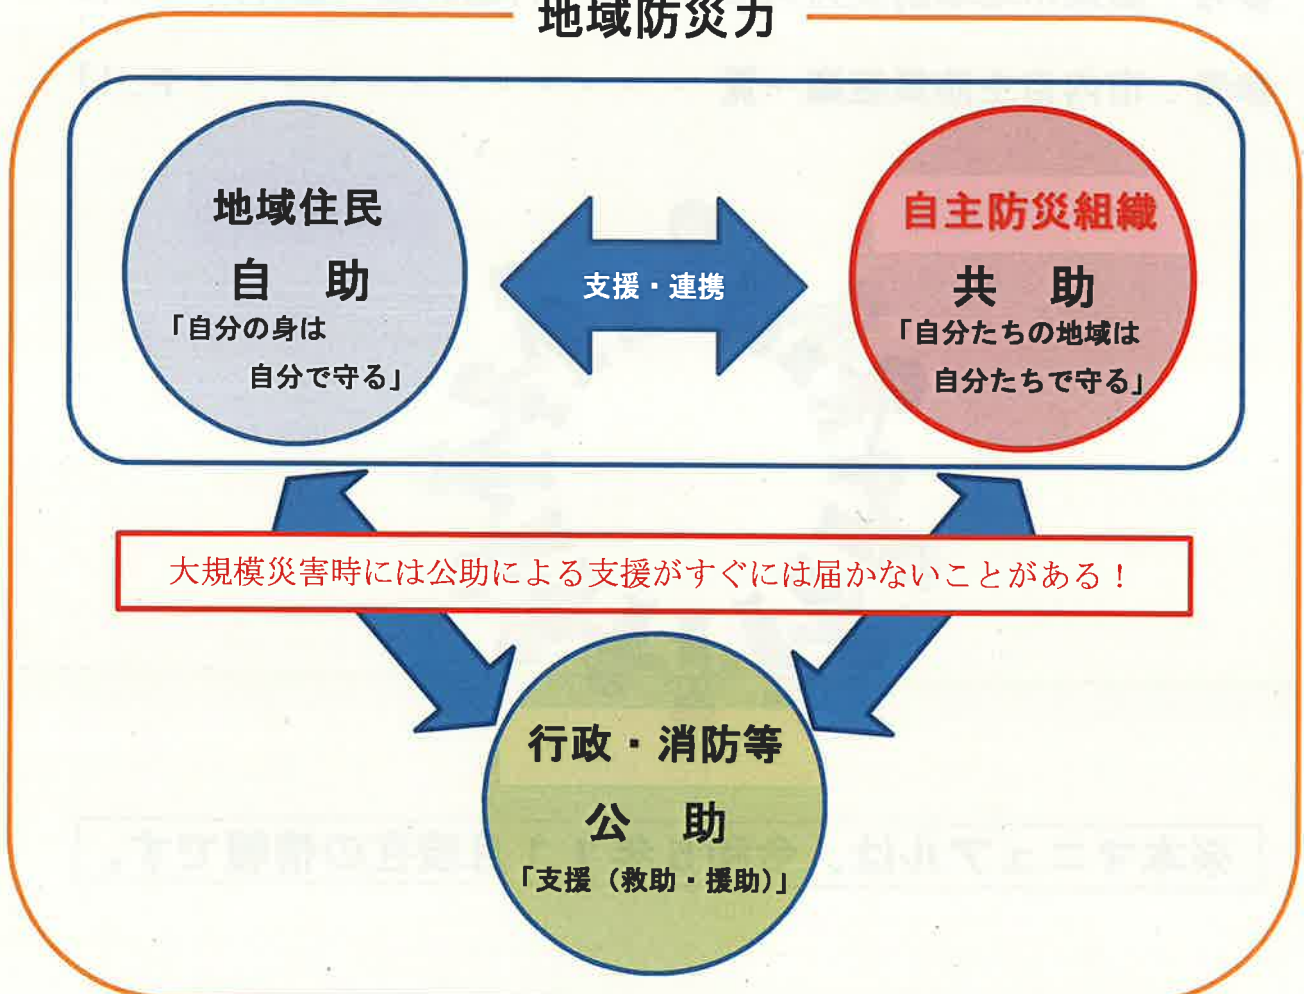 地域防災力
地域住民
自　助
「自分の身は
自分で守る」
支援・連携
自主防災組織
共　助
「自分たちの地域は
自分たちで守る」
大規模災害時には公助による支援がすぐには届かないことがある！
行政・消防等
公　助
「支援（救助・援助）」